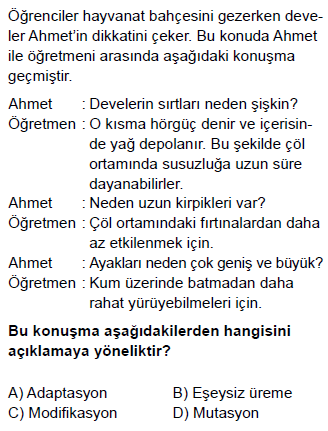 Öğrenciler hayvanat bahçesini gezerken deve-
ler Ahmet'in dikkatini çeker. Bu konuda Ahmet
ile öğretmeni arasında aşağıdaki konuşma
geçmiştir.
Ahmet : Develerin sırtları neden şişkin?
Öğretmen : O kısma hörgüç denir ve içerisin-
de yağ depolanır. Bu şekilde çöl
ortamında susuzluğa uzun süre
dayanabilirler.
Ahmet : Neden uzun kirpikleri var?
Öğretmen : Çöl ortamındaki fırtınalardan daha
az etkilenmek için.
Ahmet : Ayakları neden çok geniş ve büyük?
Öğretmen : Kum üzerinde batmadan daha
rahat yürüyebilmeleri için.
Bu konuşma aşağıdakilerden hangisini
açıklamaya yöneliktir?
A) Adaptasyon B) Eşeysiz üreme
C) Modifikasyon D) Mutasyon